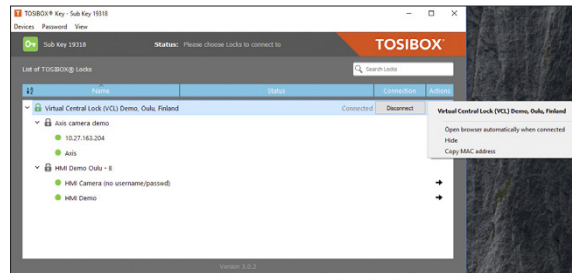 TOSIBOX® Key - Sub Key 19318
Devices Password View
Sub Key 19318 Status: Please choose Locks to connect to TOSIBOX®
List of TOSIBOX® Locks Search Locks
Name Status Connection Actions
Virtual Central Lock (VCL) Demo, Oulu, Finland Connected Disconnect
Virtual Central Lock (VCL) Demo, Oulu, Finland
Axis camera demo
Open browser automatically when connected
10.27.163.204
Hide
Axis
Copy MAC address
HMI Demo Oulu - 8
HMI Camera (no username/passwd)
HMI Demo
Version 3.0.2